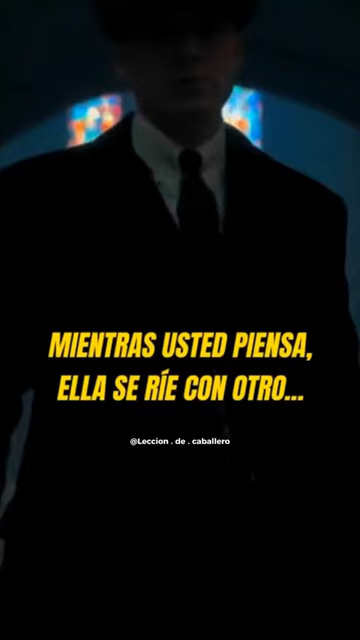 MIENTRAS USTED PIENSA,
ELLA SE RÍE CON OTRO...
@Leccion . de . caballero